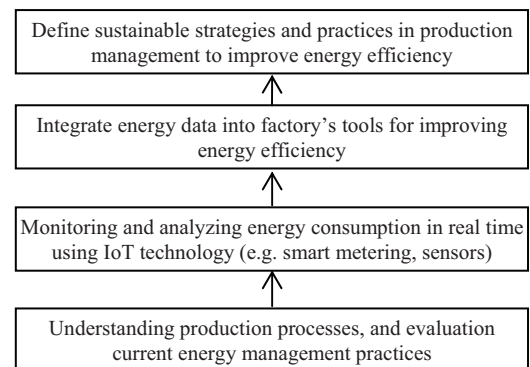 Define sustainable strategies and practices in production
management to improve energy efficiency
Integrate energy data into factory's tools for improving
energy efficiency
Monitoring and analyzing energy consumption in real time
using IoT technology (e.g. smart metering, sensors)
Understanding production processes, and evaluation
current energy management practices